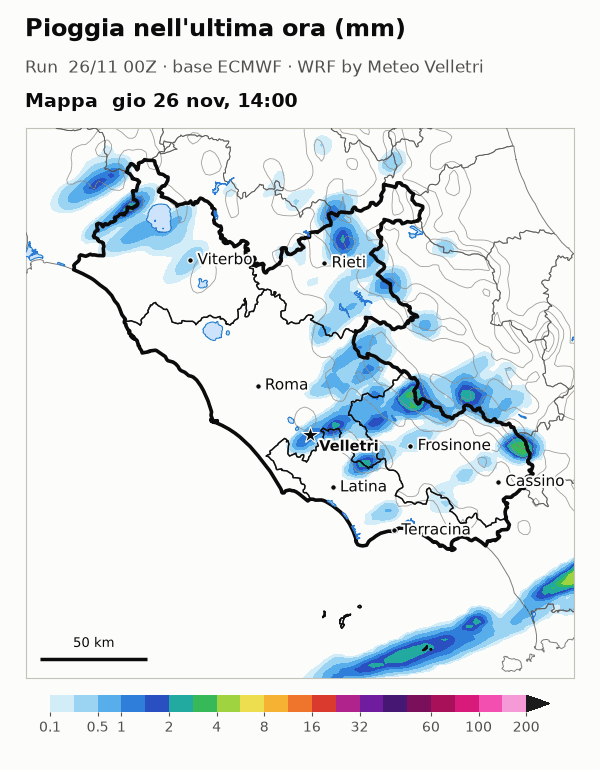 Pioggia nell'ultima ora (mm)
Run 26/11 00Z · base ECMWF · WRF by Meteo Velletri
Mappa gio 26 nov, 14:00
Viterbo
Rieti
Roma
Velletri
Frosinone
Cassino
Latina
Terracina
50 km
0.1 0.5 1 2 4 8 16 32 60 100 200